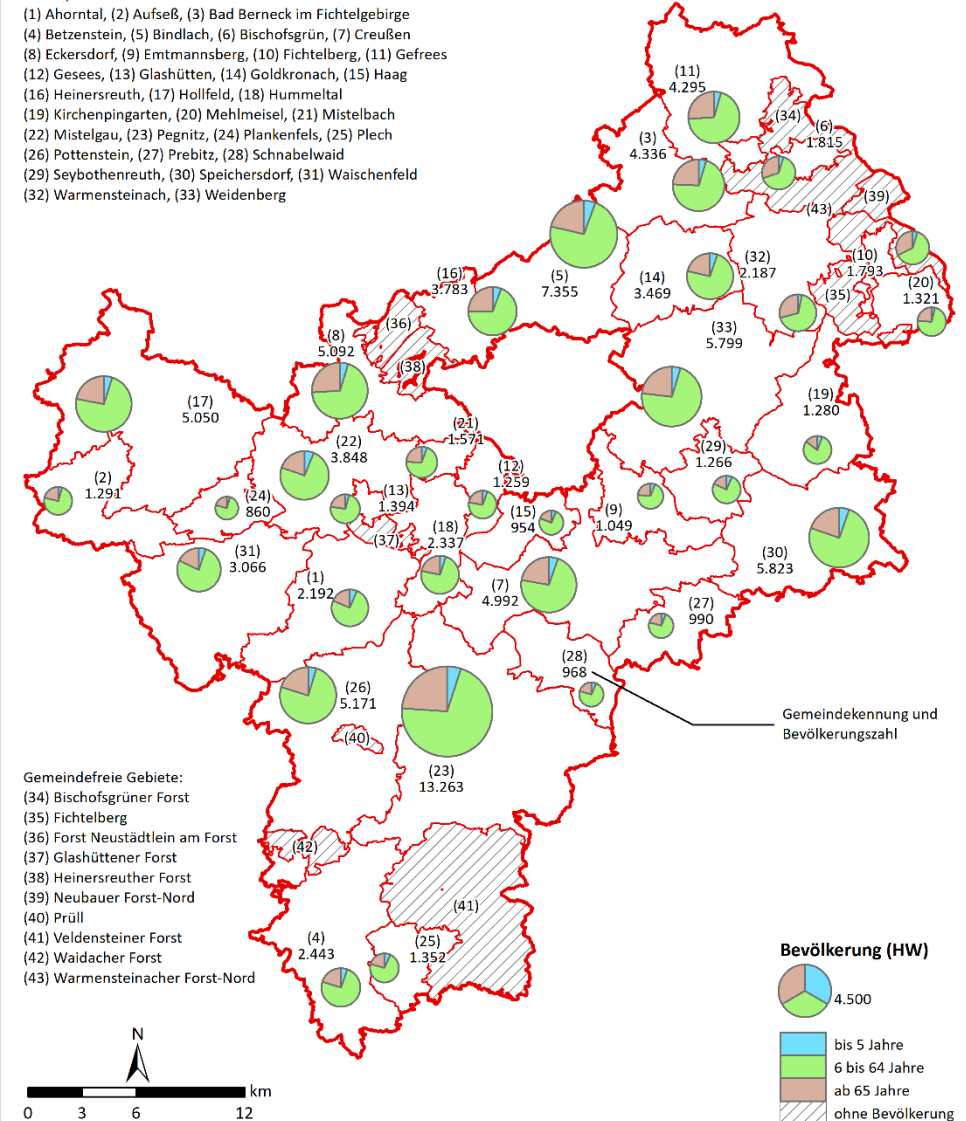 (1) Ahorntal, (2) Aufseß, (3) Bad Berneck im Fichtelgebirge
(4) Betzenstein, (5) Bindlach, (6) Bischofsgrün, (7) Creußen
(8) Eckersdorf, (9) Emtmannsberg, (10) Fichtelberg, (11) Gefrees
(12) Gesees, (13) Glashütten, (14) Goldkronach, (15) Haag
(16) Heinersreuth, (17) Hollfeld, (18) Hummeltal
(19) Kirchenpingarten, (20) Mehlmeisel, (21) Mistelbach
(22) Mistelgau, (23) Pegnitz, (24) Plankenfels, (25) Plech
(26) Pottenstein, (27) Prebitz, (28) Schnabelwaid
(29) Seybothenreuth, (30) Speichersdorf, (31) Waischenfeld
(32) Warmensteinach, (33) Weidenberg
(11)
4.295
(34)
(6)
1.815
(3)
4.336
(39)
(43)
(10)
1.793
(32)
2.187
(16)
3.783
(5)
7.355
(14)
3.469
(35)
(20)
1.321
(36)
(33)
5.799
(8)
5.092
(38)
(17)
5.050
(19)
1.280
(21)
1.571
(22)
3.848
(29)
1.266
(12)
1.259
(2)
1.291
(24)
860
(13)
1.394
(15)
954
(9)
1.049
(18)
2.337
(37)
(31)
3.066
(30)
5.823
(1)
2.192
(7)
4.992
(27)
990
(28)
968
(26)
5.171
Gemeindekennung und
Bevölkerungszahl
(40)
(23)
13.263
Gemeindefreie Gebiete:
(34) Bischofsgrüner Forst
(35) Fichtelberg
(36) Forst Neustädtlein am Forst
(37) Glashüttener Forst
(38) Heinersreuther Forst
(39) Neubauer Forst-Nord
(40) Prüll
(41) Veldensteiner Forst
(42) Waidacher Forst
(43) Warmensteinacher Forst-Nord
(42)
(41)
(4)
2.443
(25)
1.352
Bevölkerung (HW)
4.500
bis 5 Jahre
6 bis 64 Jahre
ab 65 Jahre
ohne Bevölkerung
N
km
0 3 6 12